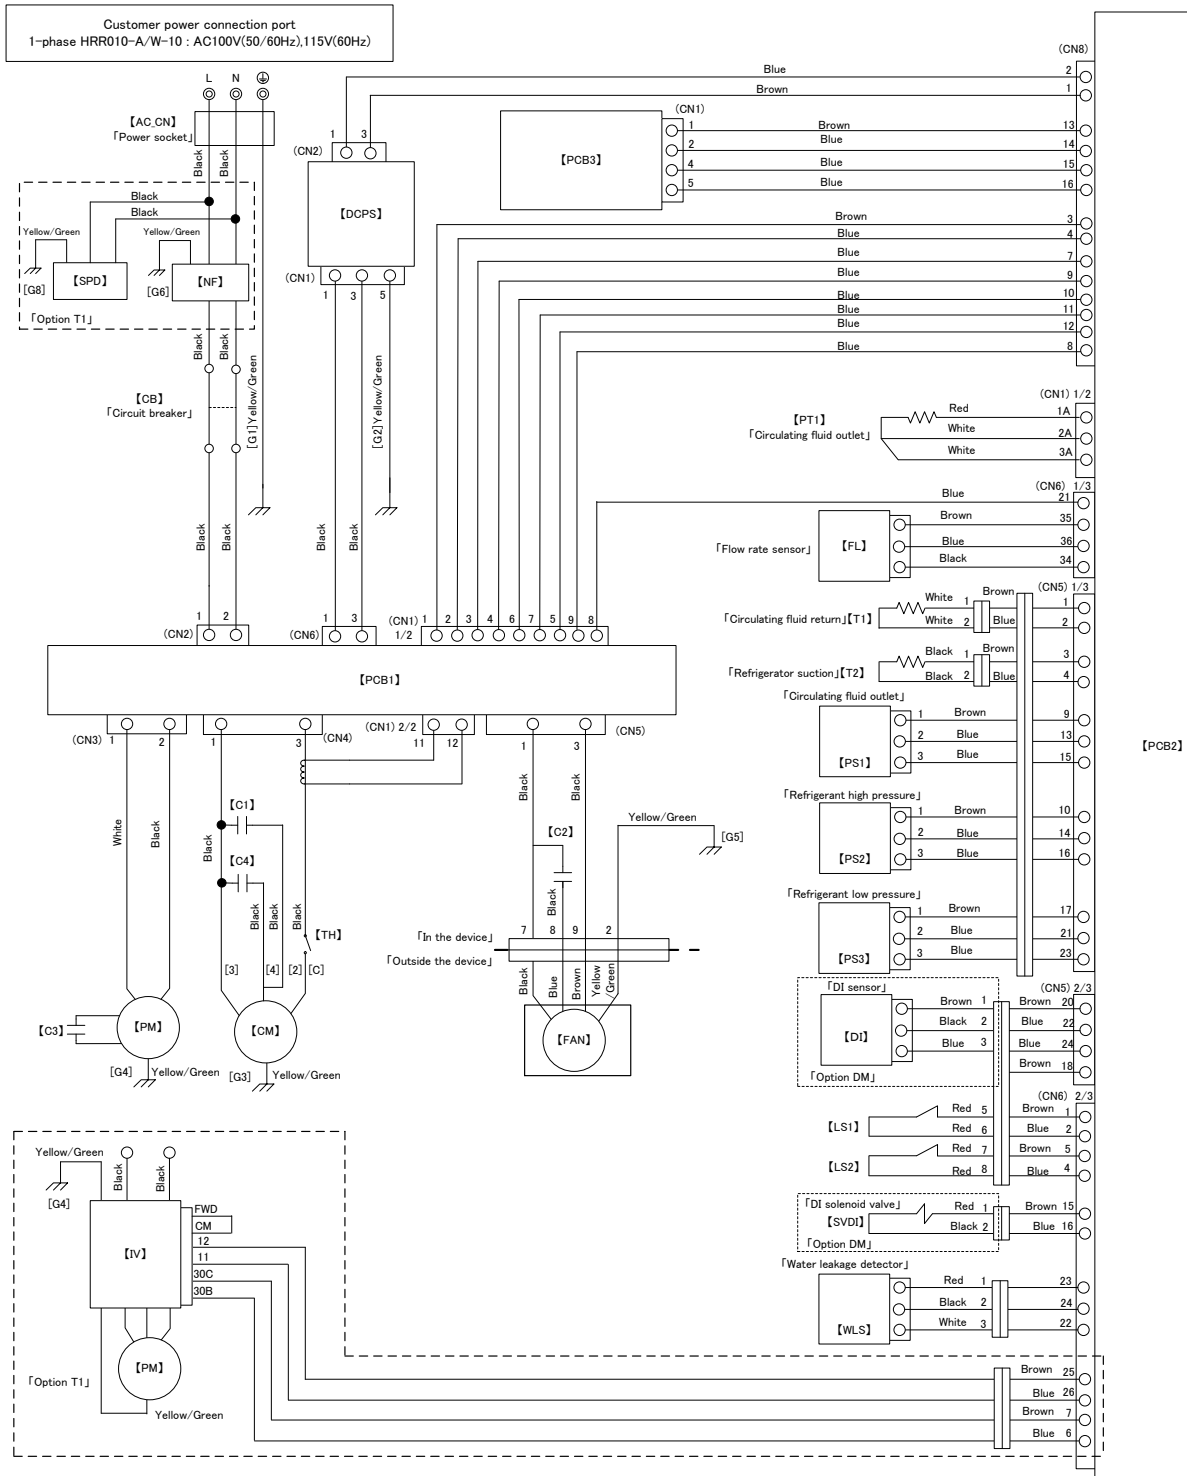 Customer power connection port
1-phase HRR010-A/W-10 : AC100V(50/60Hz),115V(60Hz)
L N
【AC_CN】
「Power socket」
Black
Black
Black
Black
Yellow/Green
Yellow/Green
【SPD】
【NF】
[G8]
[G6]
「Option T1」
Black
Black
【CB】
「Circuit breaker」
[G1]Yellow/Green
Black
Black
1 3
(CN2)
【DCPS】
(CN1)
1 3 5
[G2]Yellow/Green
Black
Black
(CN8)
Blue 2
Brown 1
(CN1)
【PCB3】
1 Brown 13
2 Blue 14
4 Blue 15
5 Blue 16
Brown 3
Blue 4
Blue 7
Blue 9
Blue 10
Blue 11
Blue 12
Blue 8
(CN1) 1/2
【PT1】
「Circulating fluid outlet」
Red 1A
White 2A
White 3A
(CN6) 1/3
Blue 21
「Flow rate sensor」
【FL】
Brown 35
Blue 36
Black 34
(CN5) 1/3
「Circulating fluid return」【T1】
White 1 Brown 1
White 2 Blue 2
「Refrigerator suction」【T2】
Black 1 Brown 3
Black 2 Blue 4
「Circulating fluid outlet」
【PS1】
1 Brown 9
2 Blue 13
3 Blue 15
【PCB2】
「Refrigerant high pressure」
【PS2】
1 Brown 10
2 Blue 14
3 Blue 16
「Refrigerant low pressure」
【PS3】
1 Brown 17
2 Blue 21
3 Blue 23
(CN2) 1 2
(CN6) 1 3
(CN1) 1/2
1 2 3 4 6 7 5 9 8
【PCB1】
(CN3) 1 2
1 3 (CN4)
(CN1) 2/2
11 12
1 3 (CN5)
White
Black
【C1】
Black
【C4】
Black
Black
Black
【TH】
[3] [4] [2] [C]
【C3】
【PM】
[G4] Yellow/Green
【CM】
[G3] Yellow/Green
Black
Black
【C2】
Black
Yellow/Green
[G5]
7 8 9 2
「In the device」
「Outside the device」
Black
Blue
Brown
Yellow
/Green
【FAN】
「DI sensor」
(CN5) 2/3
【DI】
Brown 1 Brown 20
Black 2 Blue 22
Blue 3 Blue 24
Brown 18
「Option DM」
(CN6) 2/3
【LS1】
Red 5 Brown 1
Red 6 Blue 2
【LS2】
Red 7 Brown 5
Red 8 Blue 4
「DI solenoid valve」
【SVDI】
Red 1 Brown 15
Black 2 Blue 16
「Option DM」
「Water leakage detector」
【WLS】
Red 1 23
Black 2 24
White 3 22
Yellow/Green
[G4]
Black
Black
【IV】
FWD
CM
12
11
30C
30B
【PM】
「Option T1」
Yellow/Green
Brown 25
Blue 26
Brown 7
Blue 6